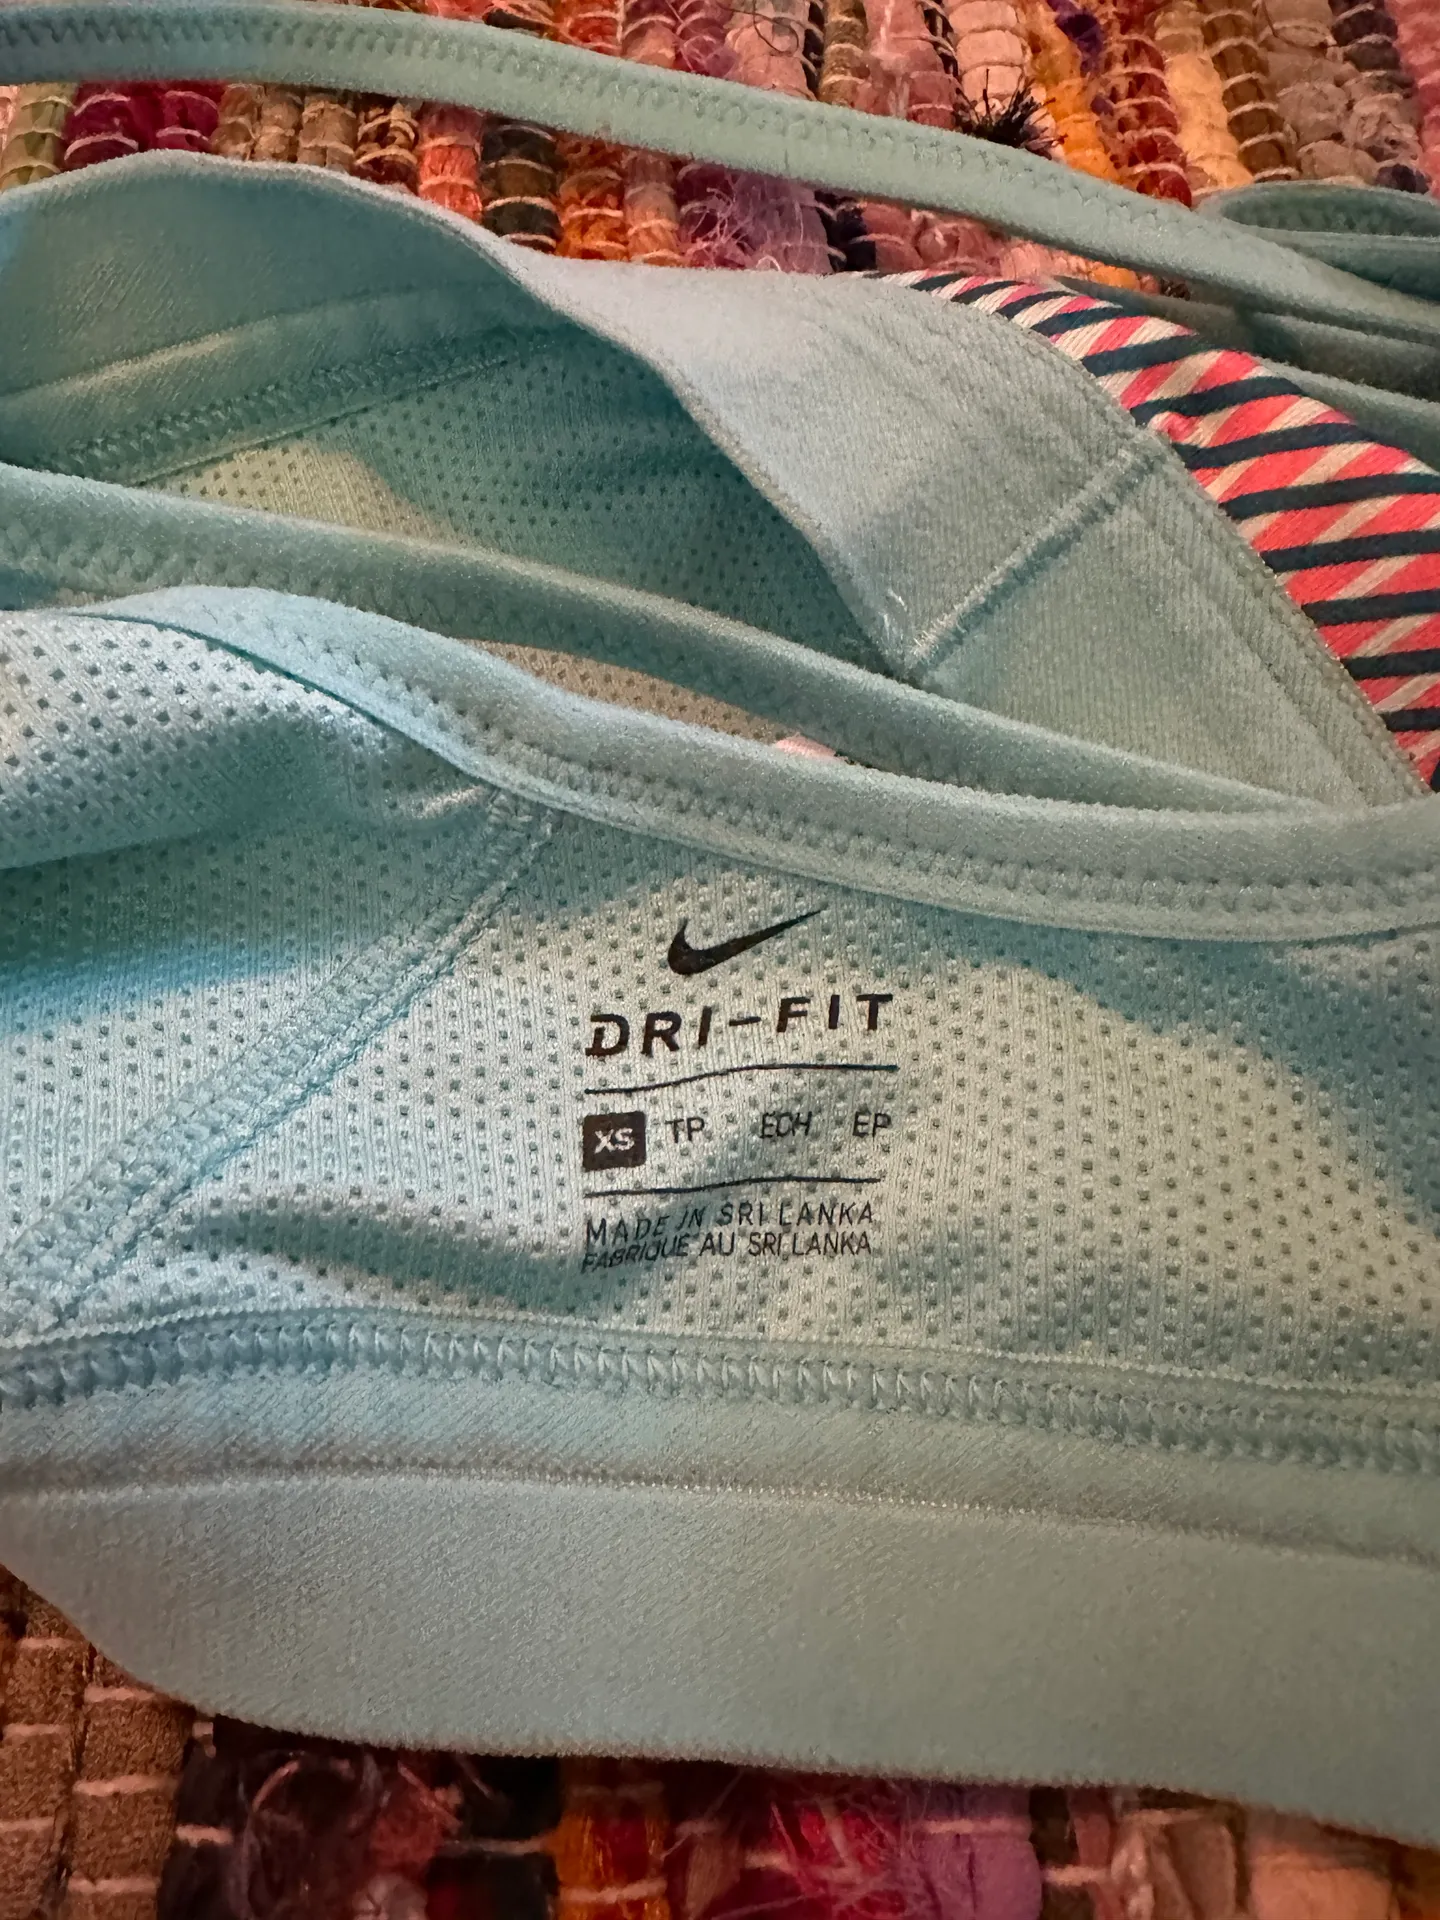 DRI-FIT
XS TP ECH EP
MADE IN SRI LANKA
FABRIQUE AU SRI LANKA